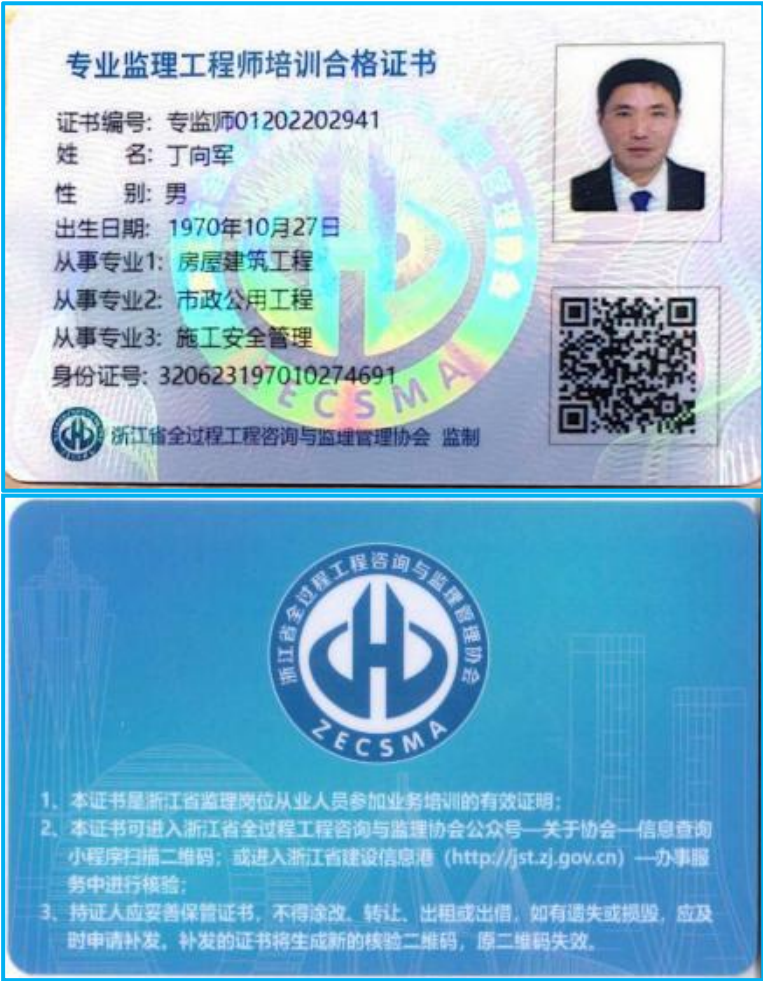 专业监理工程师培训合格证书
证书编号: 专监师01202202941
姓 名: 丁向军
性 别: 男
出生日期: 1970年10月27日
从事专业1: 房屋建筑工程
从事专业2: 市政公用工程
从事专业3: 施工安全管理
身份证号: 320623197010274691
ZECSMA
浙江省全过程工程咨询与监理管理协会 监制
浙江省全过程工程咨询与监理管理协会
ZECSMA
1、本证书是浙江省监理岗位从业人员参加业务培训的有效证明；
2、本证书可进入浙江省全过程工程咨询与监理协会公众号—关于协会—信息查询
小程序扫描二维码；或进入浙江省建设信息港（http://jst.zj.gov.cn）—办事服
务中进行核验；
3、持证人应妥善保管证书，不得涂改、转让、出租或出借，如有遗失或损毁，应及
时申请补发，补发的证书将生成新的核验二维码，原二维码失效。